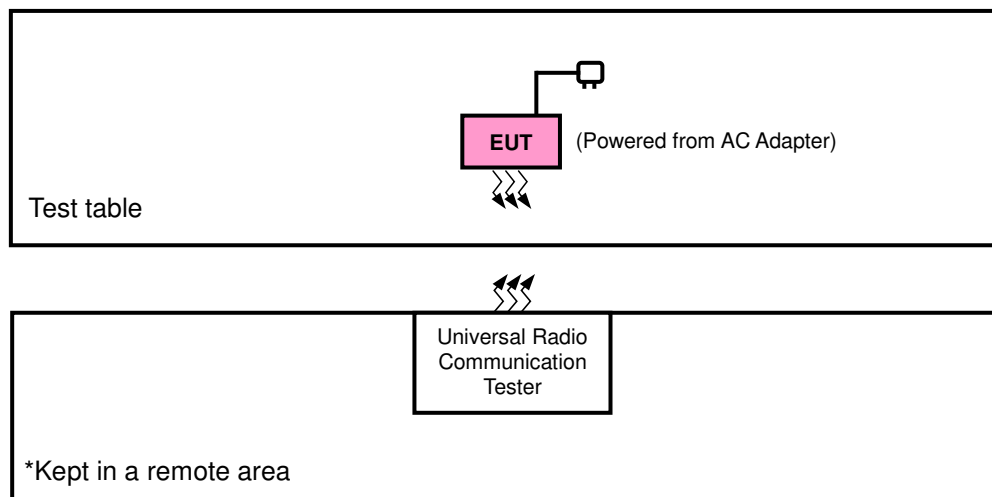 EUT
(Powered from AC Adapter)
Test table
Universal Radio
Communication
Tester
*Kept in a remote area